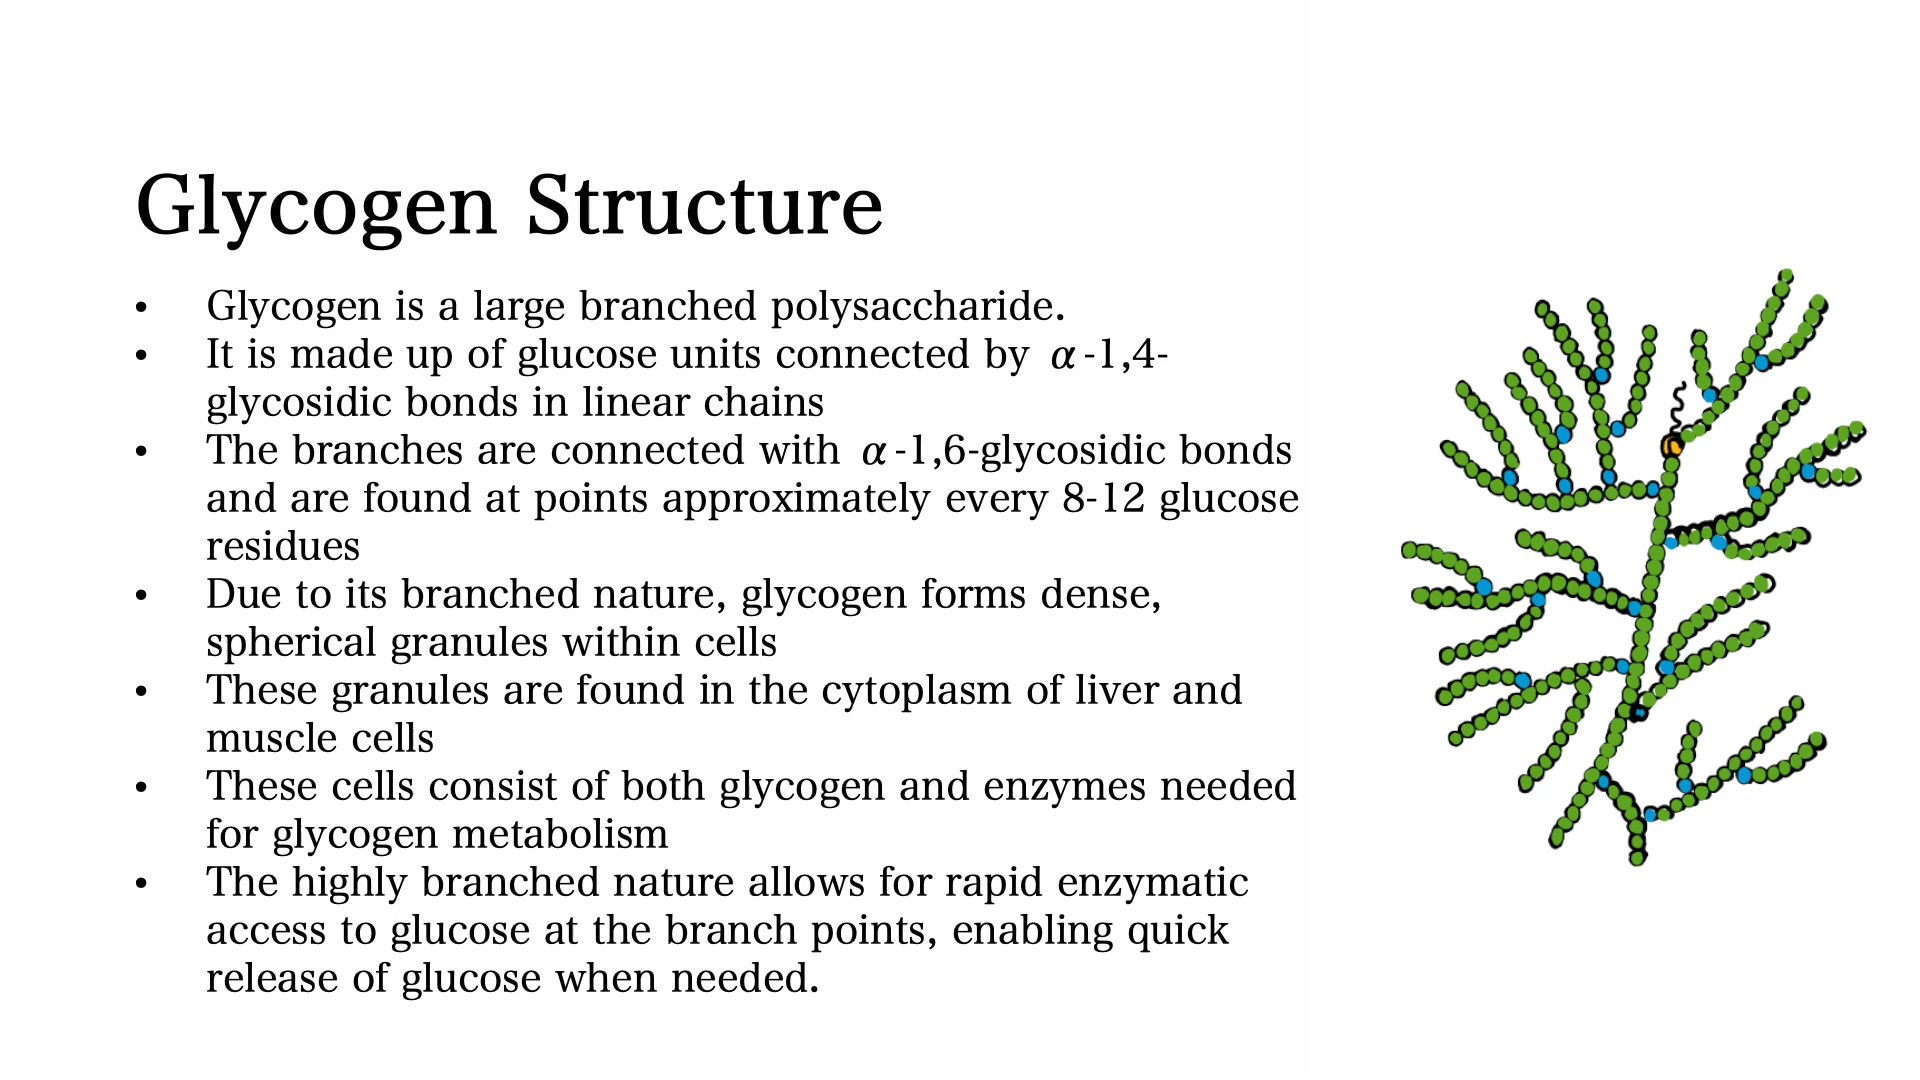 Glycogen Structure
• Glycogen is a large branched polysaccharide.
• It is made up of glucose units connected by α-1,4-
glycosidic bonds in linear chains
• The branches are connected with α-1,6-glycosidic bonds
and are found at points approximately every 8-12 glucose
residues
• Due to its branched nature, glycogen forms dense,
spherical granules within cells
• These granules are found in the cytoplasm of liver and
muscle cells
• These cells consist of both glycogen and enzymes needed
for glycogen metabolism
• The highly branched nature allows for rapid enzymatic
access to glucose at the branch points, enabling quick
release of glucose when needed.